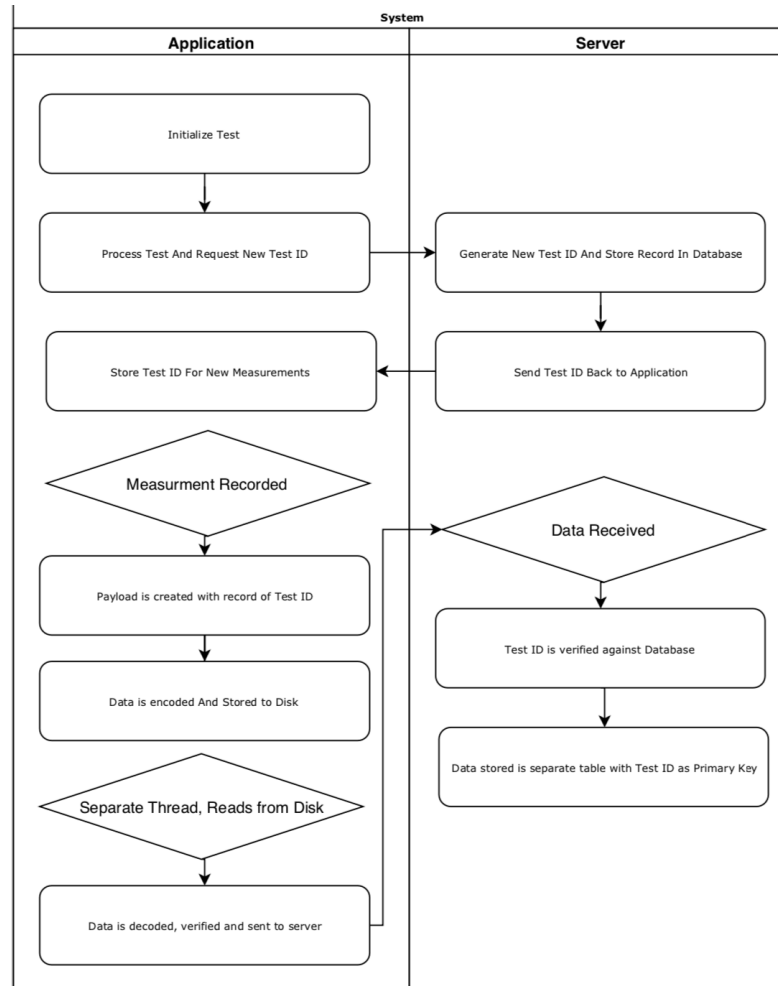 System
Application
Server
Initialize Test
Process Test And Request New Test ID
Generate New Test ID And Store Record In Database
Store Test ID For New Measurements
Send Test ID Back to Application
Measurment Recorded
Data Received
Payload is created with record of Test ID
Test ID is verified against Database
Data is encoded And Stored to Disk
Data stored is separate table with Test ID as Primary Key
Separate Thread, Reads from Disk
Data is decoded, verified and sent to server